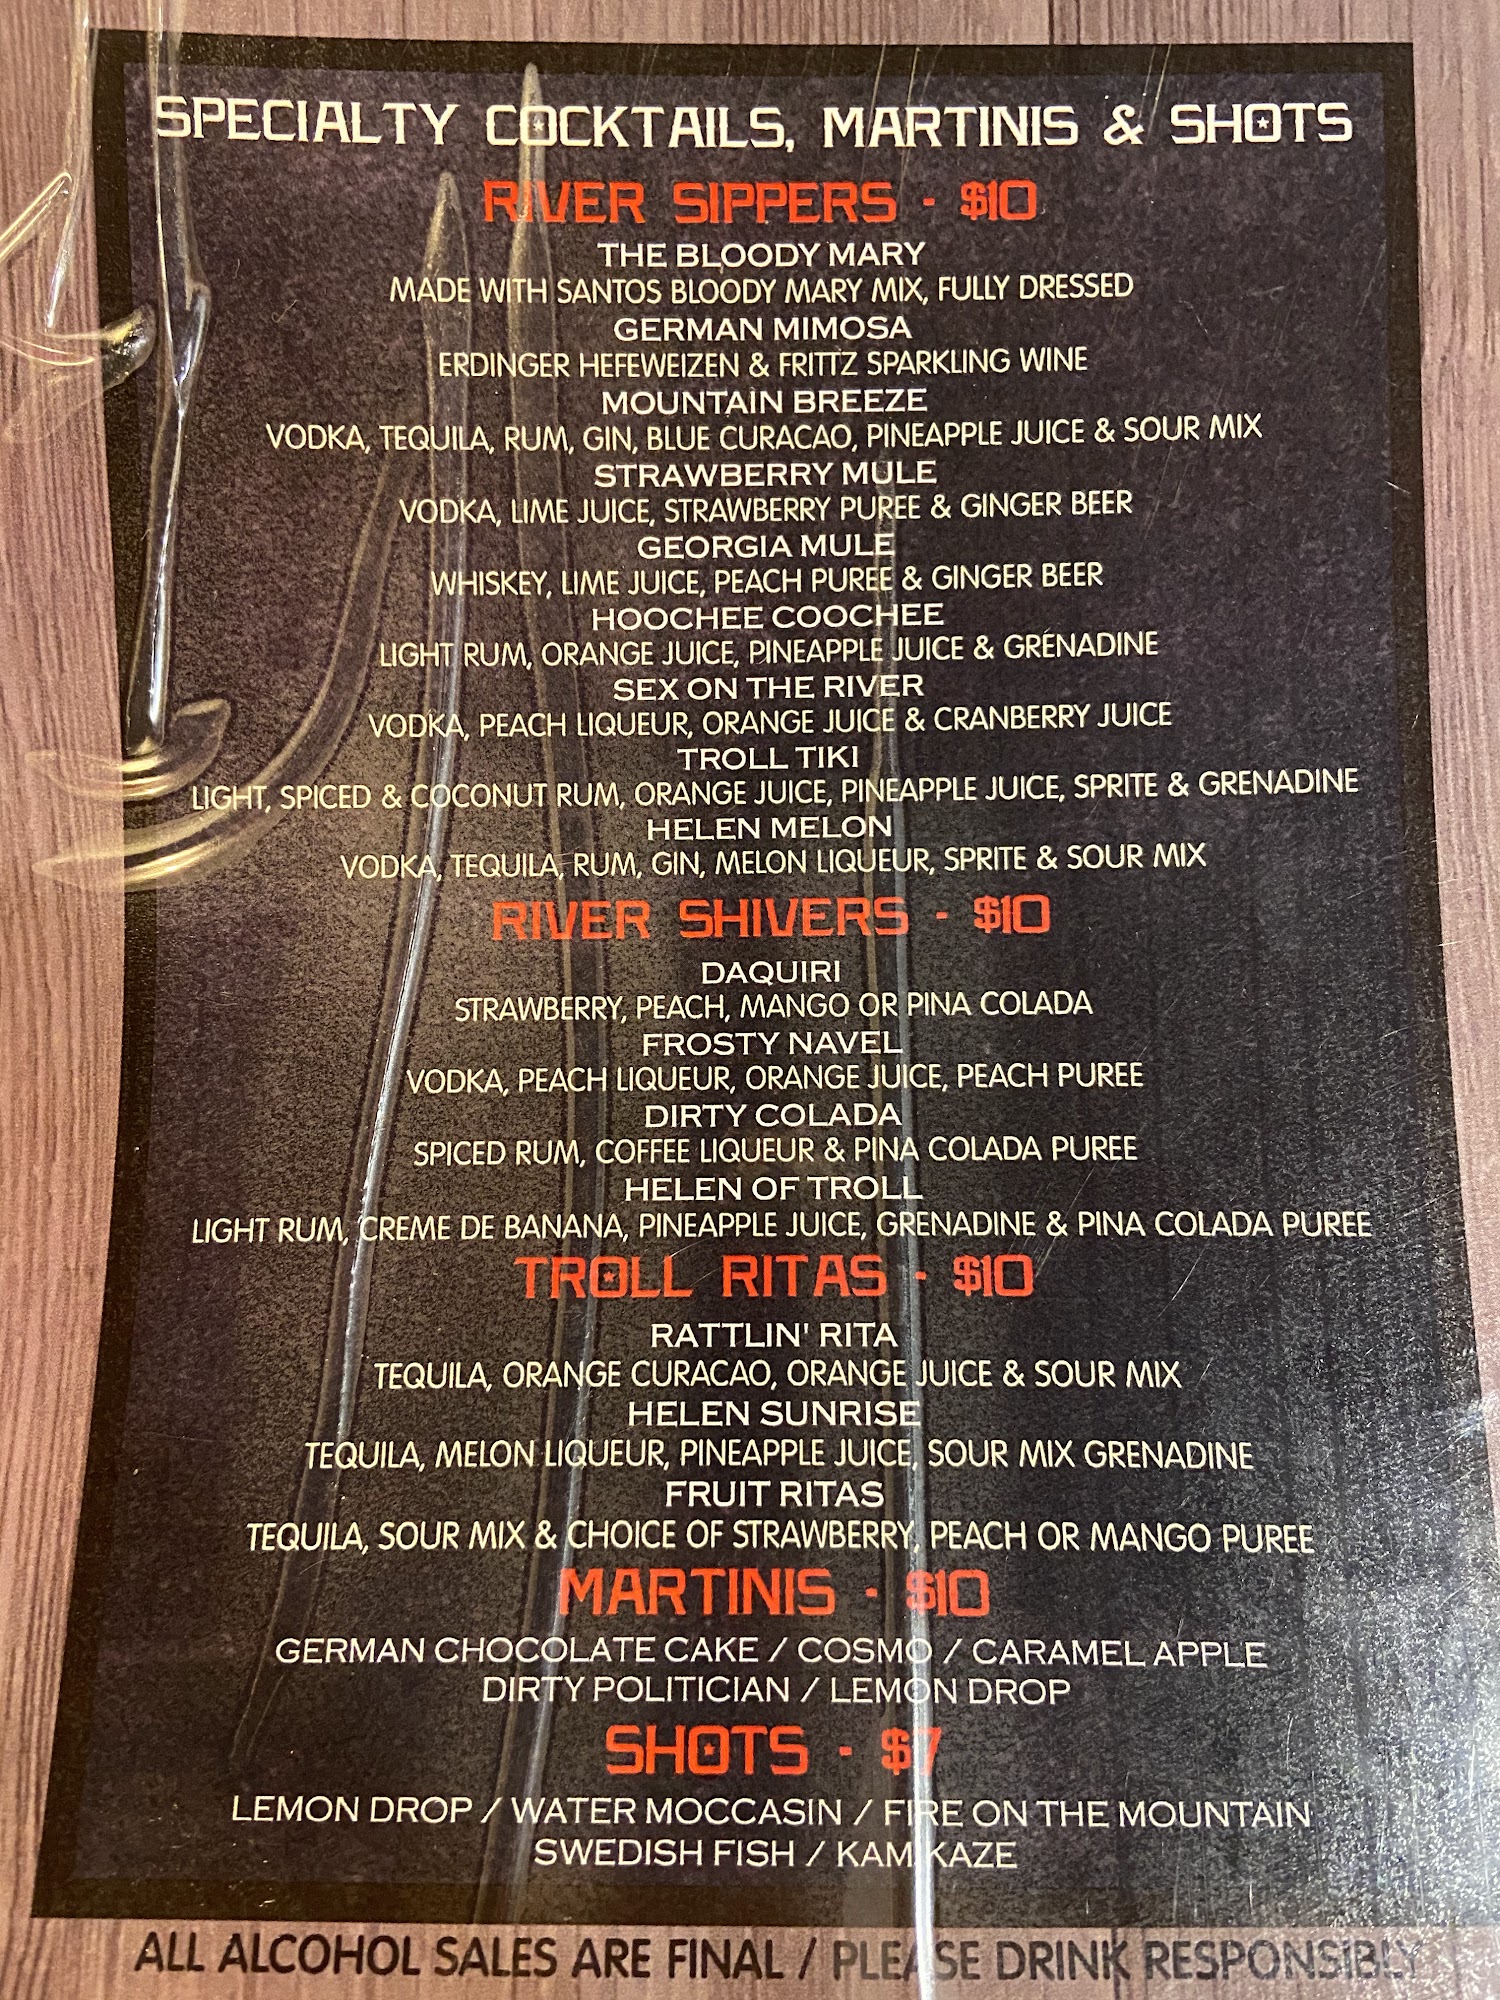 SPECIALTY COCKTAILS, MARTINIS & SHOTS
RIVER SIPPERS - $10
THE BLOODY MARY
MADE WITH SANTOS BLOODY MARY MIX, FULLY DRESSED
GERMAN MIMOSA
ERDINGER HEFEWEIZEN & FRITTZ SPARKLING WINE
MOUNTAIN BREEZE
VODKA, TEQUILA, RUM, GIN, BLUE CURACAO, PINEAPPLE JUICE & SOUR MIX
STRAWBERRY MULE
VODKA, LIME JUICE, STRAWBERRY PUREE & GINGER BEER
GEORGIA MULE
WHISKEY, LIME JUICE, PEACH PUREE & GINGER BEER
HOOCHEE COOCHEE
LIGHT RUM, ORANGE JUICE, PINEAPPLE JUICE & GRENADINE
SEX ON THE RIVER
VODKA, PEACH LIQUEUR, ORANGE JUICE & CRANBERRY JUICE
TROLL TIKI
LIGHT, SPICED & COCONUT RUM, ORANGE JUICE, PINEAPPLE JUICE, SPRITE & GRENADINE
HELEN MELON
VODKA, TEQUILA, RUM, GIN, MELON LIQUEUR, SPRITE & SOUR MIX
RIVER SHIVERS - $10
DAQUIRI
STRAWBERRY, PEACH, MANGO OR PINA COLADA
FROSTY NAVEL
VODKA, PEACH LIQUEUR, ORANGE JUICE, PEACH PUREE
DIRTY COLADA
SPICED RUM, COFFEE LIQUEUR & PINA COLADA PUREE
HELEN OF TROLL
LIGHT RUM, CREME DE BANANA, PINEAPPLE JUICE, GRENADINE & PINA COLADA PUREE
TROLL RITAS - $10
RATTLIN' RITA
TEQUILA, ORANGE CURACAO, ORANGE JUICE & SOUR MIX
HELEN SUNRISE
TEQUILA, MELON LIQUEUR, PINEAPPLE JUICE, SOUR MIX GRENADINE
FRUIT RITAS
TEQUILA, SOUR MIX & CHOICE OF STRAWBERRY, PEACH OR MANGO PUREE
MARTINIS - $10
GERMAN CHOCOLATE CAKE / COSMO / CARAMEL APPLE
DIRTY POLITICIAN / LEMON DROP
SHOTS - $7
LEMON DROP / WATER MOCCASIN / FIRE ON THE MOUNTAIN
SWEDISH FISH / KAMIKAZE
ALL ALCOHOL SALES ARE FINAL / PLEASE DRINK RESPONSIBLY